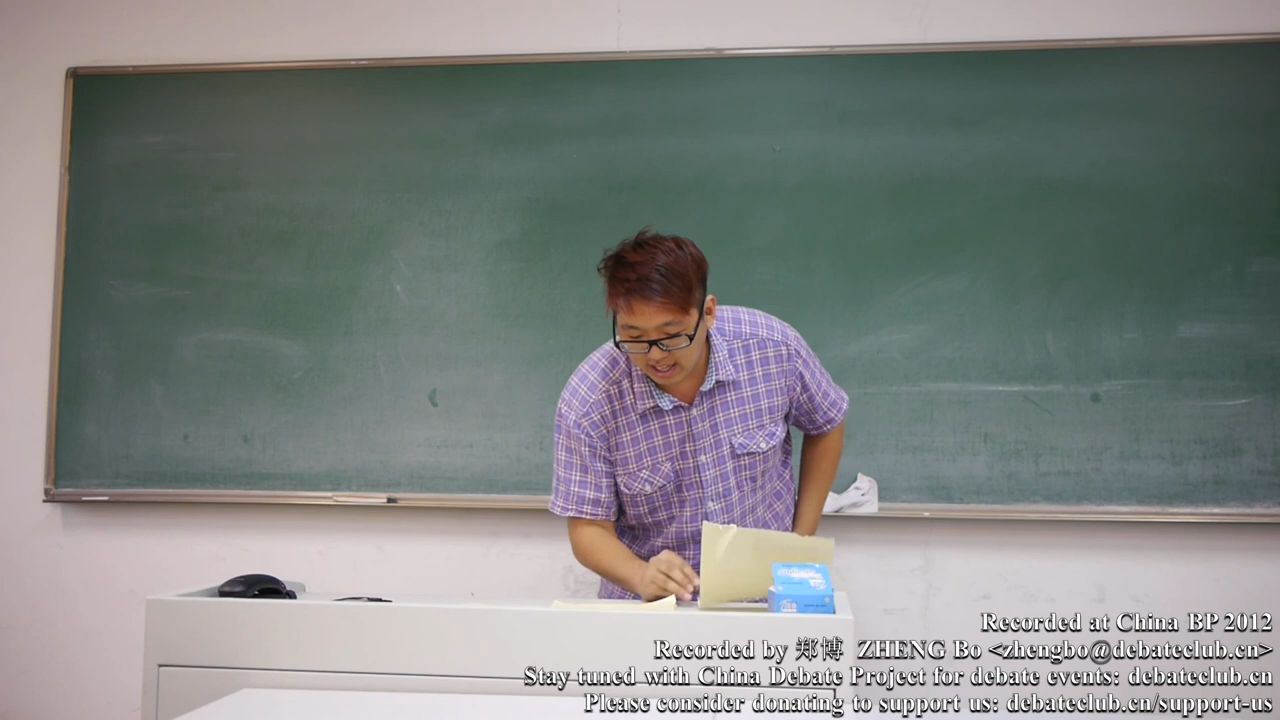 Recorded at China BP 2012
Recorded by 郑博 ZHENG Bo <zhengbo@debateclub.cn>
Stay tuned with China Debate Project for debate events: debateclub.cn
Please consider donating to support us: debateclub.cn/support-us